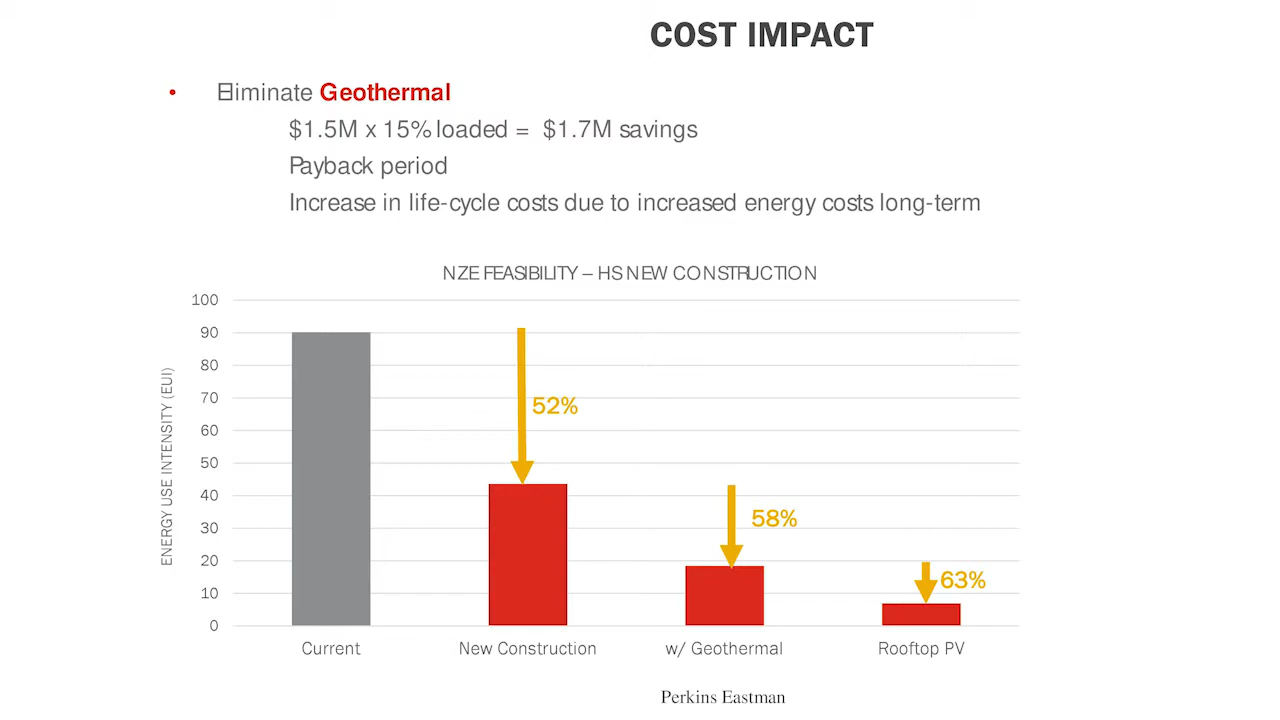 COST IMPACT
• Eliminate Geothermal
$1.5M x 15% loaded = $1.7M savings
Payback period
Increase in life-cycle costs due to increased energy costs long-term
NZE FEASIBILITY – HS NEW CONSTRUCTION
ENERGY USE INTENSITY (EUI)
100
90
80
70
60
50
40
30
20
10
0
52%
58%
63%
Current
New Construction
w/ Geothermal
Rooftop PV
Perkins Eastman